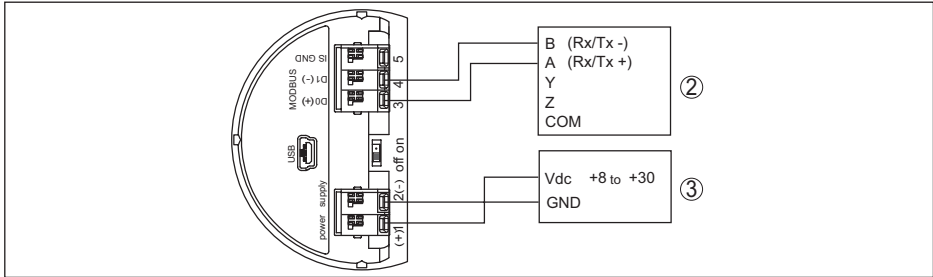 IS GND
5
MODBUS
D1(-)
4
D0(+)
3
USB
off on
power supply
2(-)
(+)1
B (Rx/Tx -)
A (Rx/Tx +)
Y
Z
COM
2
Vdc +8 to +30
GND
3